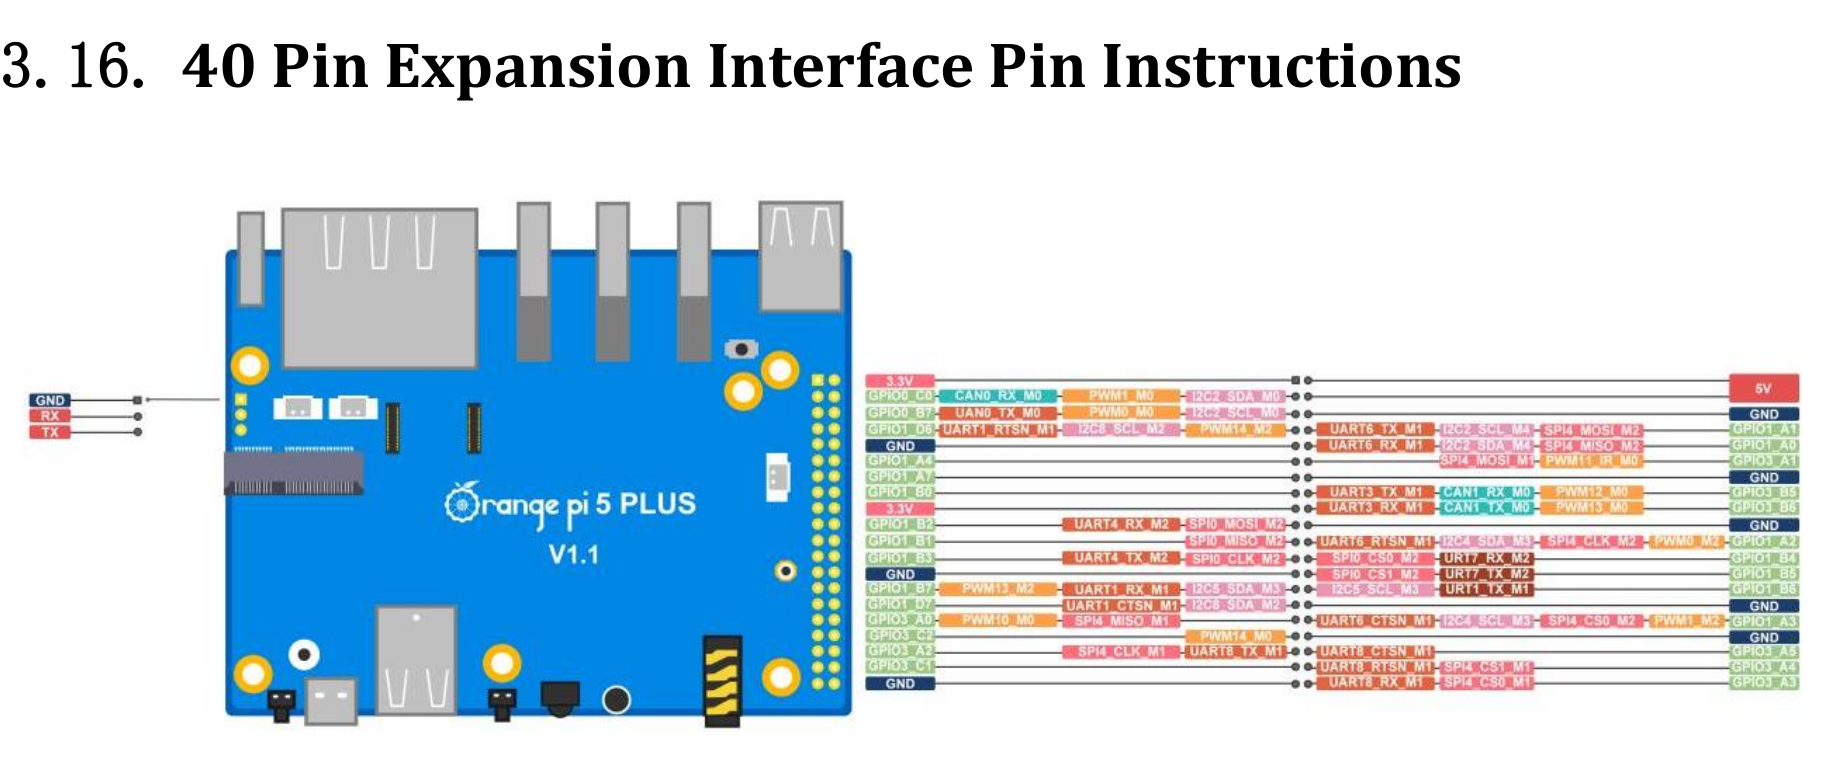 3. 16. 40 Pin Expansion Interface Pin Instructions
3.3V 5V
GPIO0_C0 CAN0_RX_M0 PWM1_M0 I2C2_SDA_M0
GPIO0_B7 UAN0_TX_M0 PWM0_M0 I2C2_SCL_M0 GND
GPIO1_D6 UART1_RTSN_M1 I2C8_SCL_M2 PWM14_M2 UART6_TX_M1 I2C2_SCL_M4 SPI4_MOSI_M2 GPIO1_A1
GND UART6_RX_M1 I2C2_SDA_M4 SPI4_MISO_M2 GPIO1_A0
GPIO1_A4 SPI4_MOSI_M1 PWM11_IR_M0 GPIO3_A1
GPIO1_A7 GND
GPIO1_B0 UART3_TX_M1 CAN1_RX_M0 PWM12_M0 GPIO3_B5
3.3V UART3_RX_M1 CAN1_TX_M0 PWM13_M0 GPIO3_B6
GPIO1_B2 UART4_RX_M2 SPI0_MOSI_M2 GND
GPIO1_B1 SPI0_MISO_M2 UART6_RTSN_M1 I2C4_SDA_M3 SPI4_CLK_M2 PWM0_M2 GPIO1_A2
GPIO1_B3 UART4_TX_M2 SPI0_CLK_M2 SPI0_CS0_M2 URT7_RX_M2 GPIO1_B4
GND SPI0_CS1_M2 URT7_TX_M2 GPIO1_B5
GPIO1_B7 PWM13_M2 UART1_RX_M1 I2C5_SDA_M3 I2C5_SCL_M3 URT1_TX_M1 GPIO1_B6
GPIO1_D7 UART1_CTSN_M1 I2C8_SDA_M2 GND
GPIO3_A0 PWM10_M0 SPI4_MISO_M1 UART6_CTSN_M1 I2C4_SCL_M3 SPI4_CS0_M2 PWM1_M2 GPIO1_A3
GPIO3_C2 PWM14_M0 GND
GPIO3_A2 SPI4_CLK_M1 UART8_TX_M1 UART8_CTSN_M1 GPIO3_A5
GPIO3_C1 UART8_RTSN_M1 SPI4_CS1_M1 GPIO3_A4
GND UART8_RX_M1 SPI4_CS0_M1 GPIO3_A3
GND
RX
TX
Orange pi 5 PLUS
V1.1